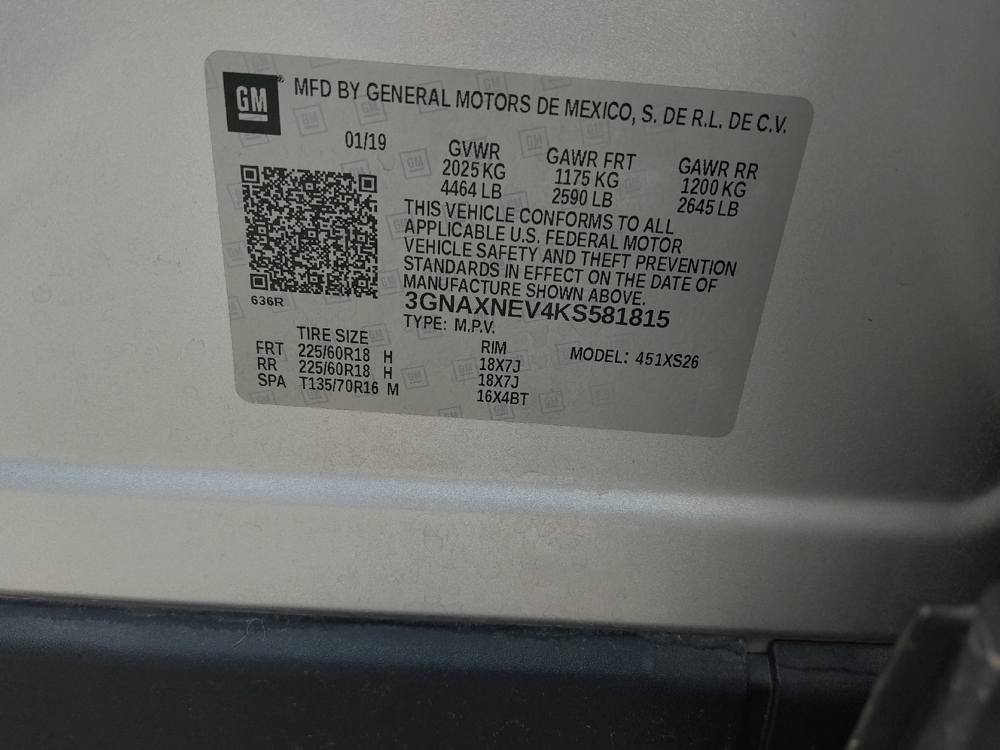 GM® MFD BY GENERAL MOTORS DE MEXICO, S. DE R.L. DE C.V.
01/19
GVWR GAWR FRT GAWR RR
2025 KG 1175 KG 1200 KG
4464 LB 2590 LB 2645 LB
THIS VEHICLE CONFORMS TO ALL
APPLICABLE U.S. FEDERAL MOTOR
VEHICLE SAFETY AND THEFT PREVENTION
STANDARDS IN EFFECT ON THE DATE OF
MANUFACTURE SHOWN ABOVE.
636R
3GNAXNEV4KS581815
TYPE: M.P.V.
TIRE SIZE RIM MODEL: 451XS26
FRT 225/60R18 H 18X7J
RR 225/60R18 H 18X7J
SPA T135/70R16 M 16X4BT